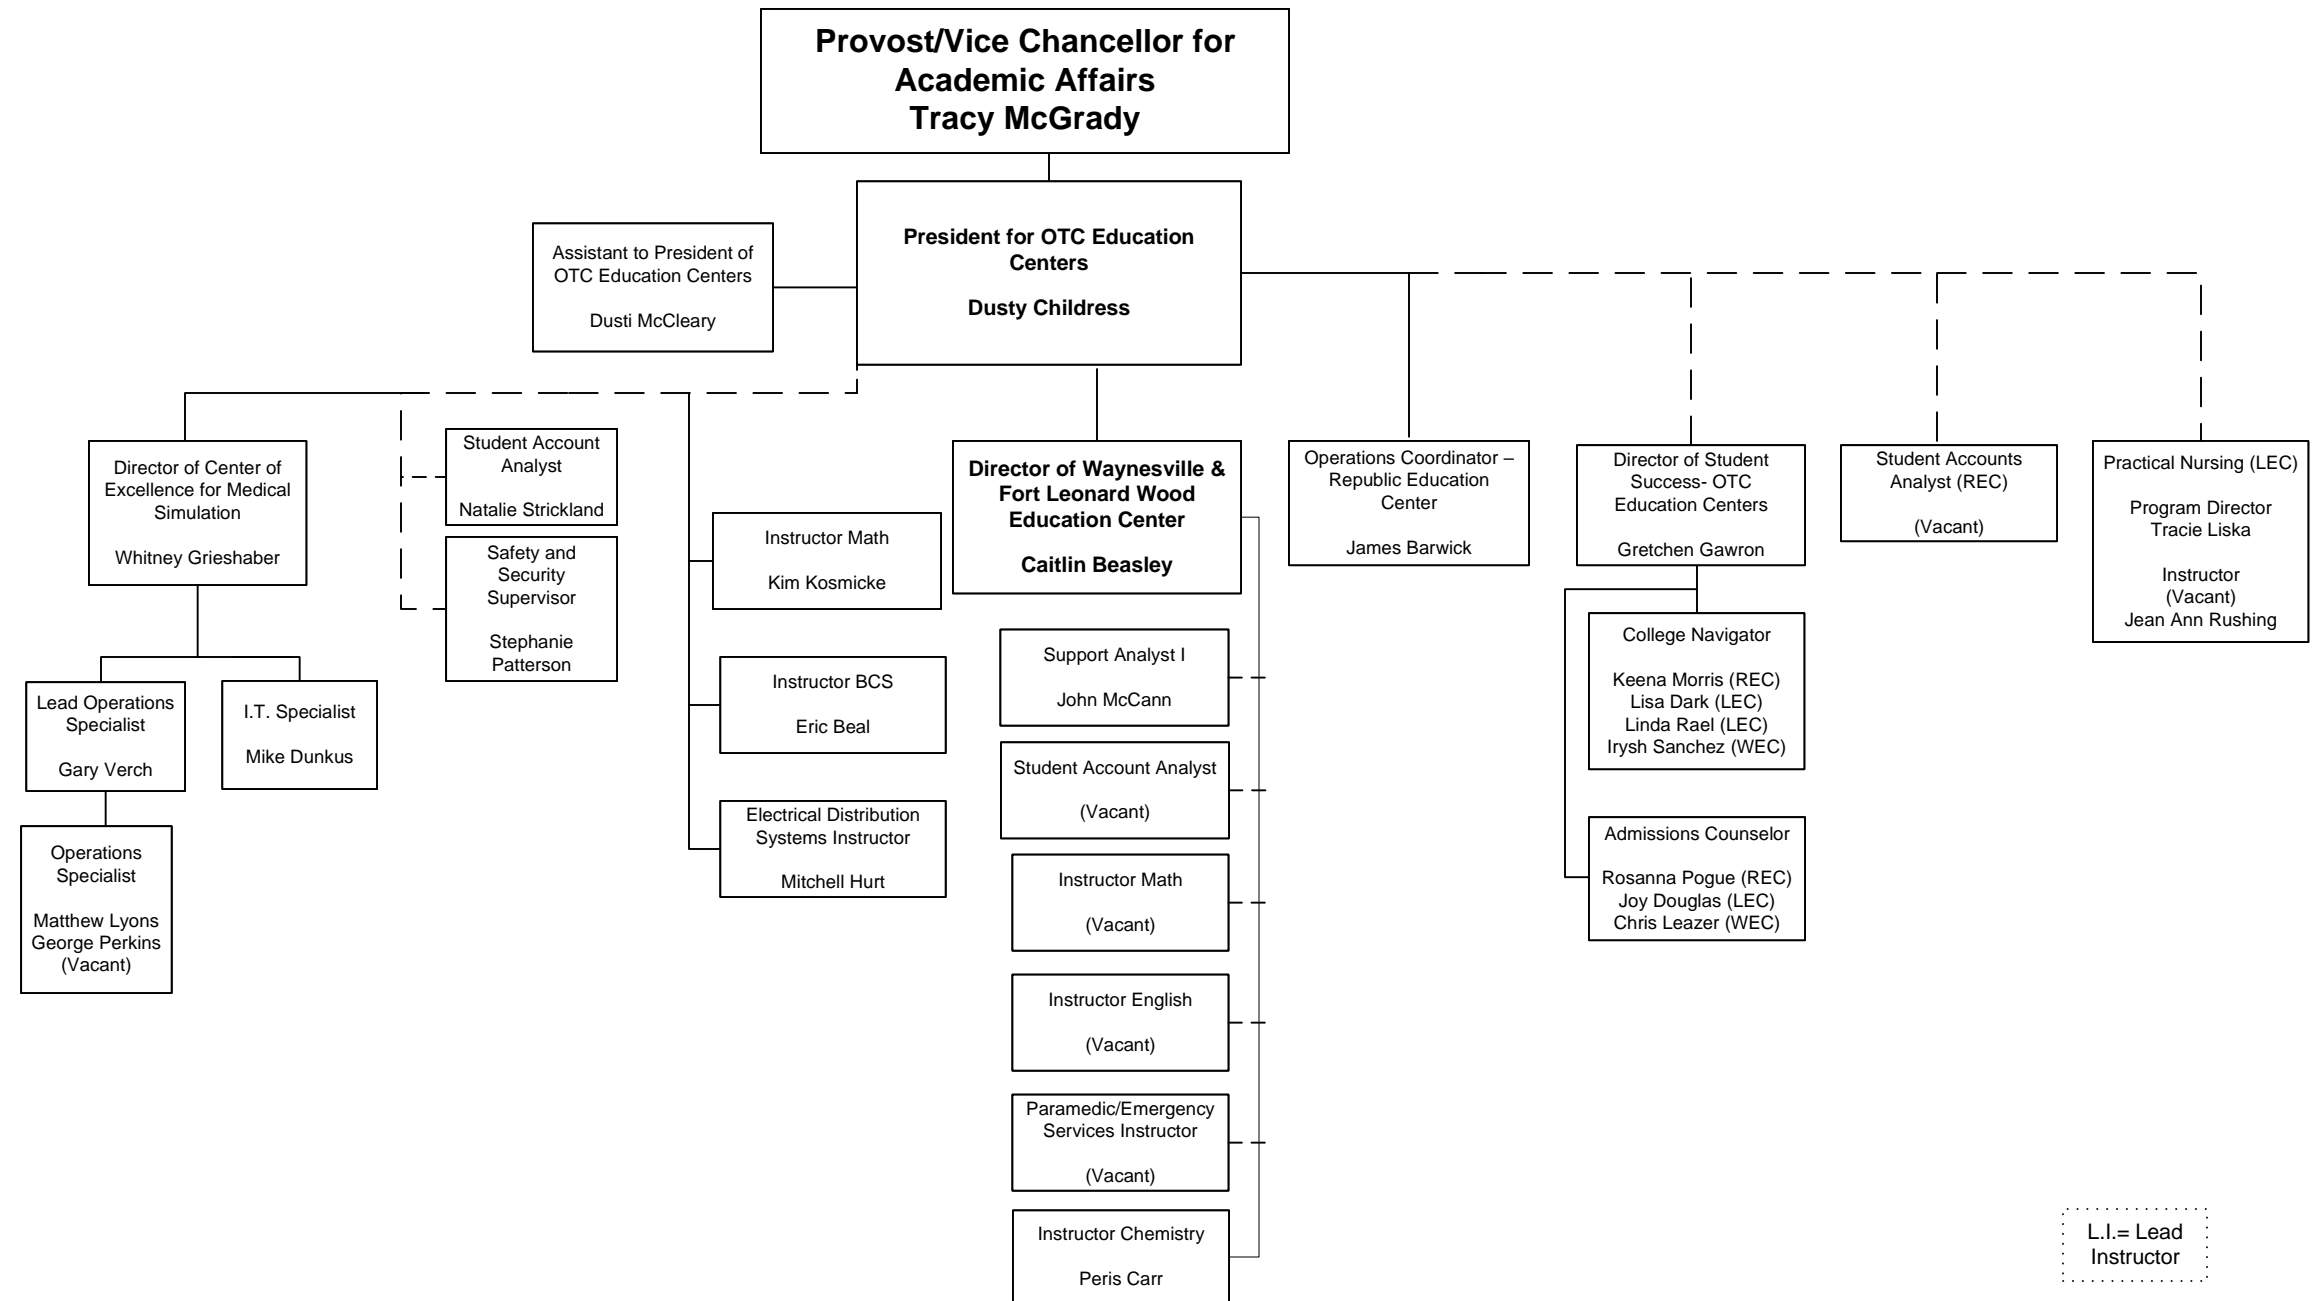 Provost/Vice Chancellor for
Academic Affairs
Tracy McGrady
President for OTC Education
Centers
Dusty Childress
Assistant to President of
OTC Education Centers
Dusti McCleary
Director of Center of
Excellence for Medical
Simulation
Whitney Grieshaber
Lead Operations
Specialist
Gary Verch
I.T. Specialist
Mike Dunkus
Operations
Specialist
Matthew Lyons
George Perkins
(Vacant)
Student Account
Analyst
Natalie Strickland
Safety and
Security
Supervisor
Stephanie
Patterson
Instructor Math
Kim Kosmicke
Instructor BCS
Eric Beal
Electrical Distribution
Systems Instructor
Mitchell Hurt
Director of Waynesville &
Fort Leonard Wood
Education Center
Caitlin Beasley
Support Analyst I
John McCann
Student Account Analyst
(Vacant)
Instructor Math
(Vacant)
Instructor English
(Vacant)
Paramedic/Emergency
Services Instructor
(Vacant)
Instructor Chemistry
Peris Carr
Operations Coordinator –
Republic Education
Center
James Barwick
Director of Student
Success- OTC
Education Centers
Gretchen Gawron
College Navigator
Keena Morris (REC)
Lisa Dark (LEC)
Linda Rael (LEC)
Irysh Sanchez (WEC)
Admissions Counselor
Rosanna Pogue (REC)
Joy Douglas (LEC)
Chris Leazer (WEC)
Student Accounts
Analyst (REC)
(Vacant)
Practical Nursing (LEC)
Program Director
Tracie Liska
Instructor
(Vacant)
Jean Ann Rushing
L.I.= Lead
Instructor